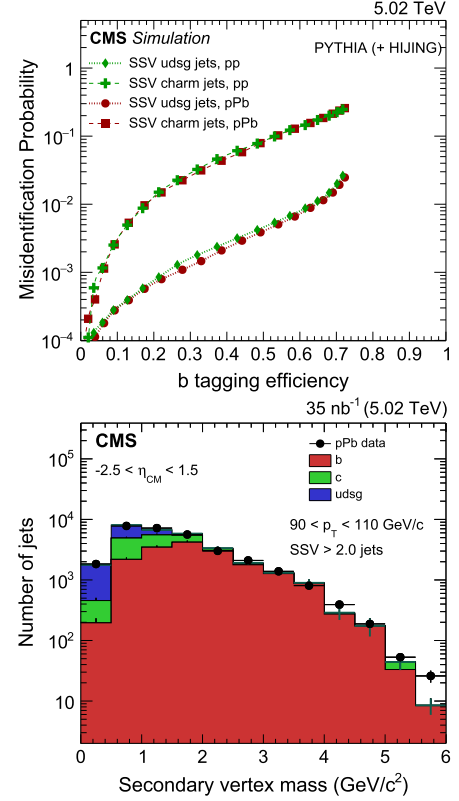 5.02 TeV
CMS Simulation
PYTHIA (+ HIJING)
SSV udsg jets, pp
SSV charm jets, pp
SSV udsg jets, pPb
SSV charm jets, pPb
Misidentification Probability
1
10⁻¹
10⁻²
10⁻³
10⁻⁴
0 0.1 0.2 0.3 0.4 0.5 0.6 0.7 0.8 0.9 1
b tagging efficiency
35 nb⁻¹ (5.02 TeV)
CMS
pPb data
b
c
udsg
-2.5 < η_CM < 1.5
90 < p_T < 110 GeV/c
SSV > 2.0 jets
Number of jets
10⁵
10⁴
10³
10²
10
0 1 2 3 4 5 6
Secondary vertex mass (GeV/c²)